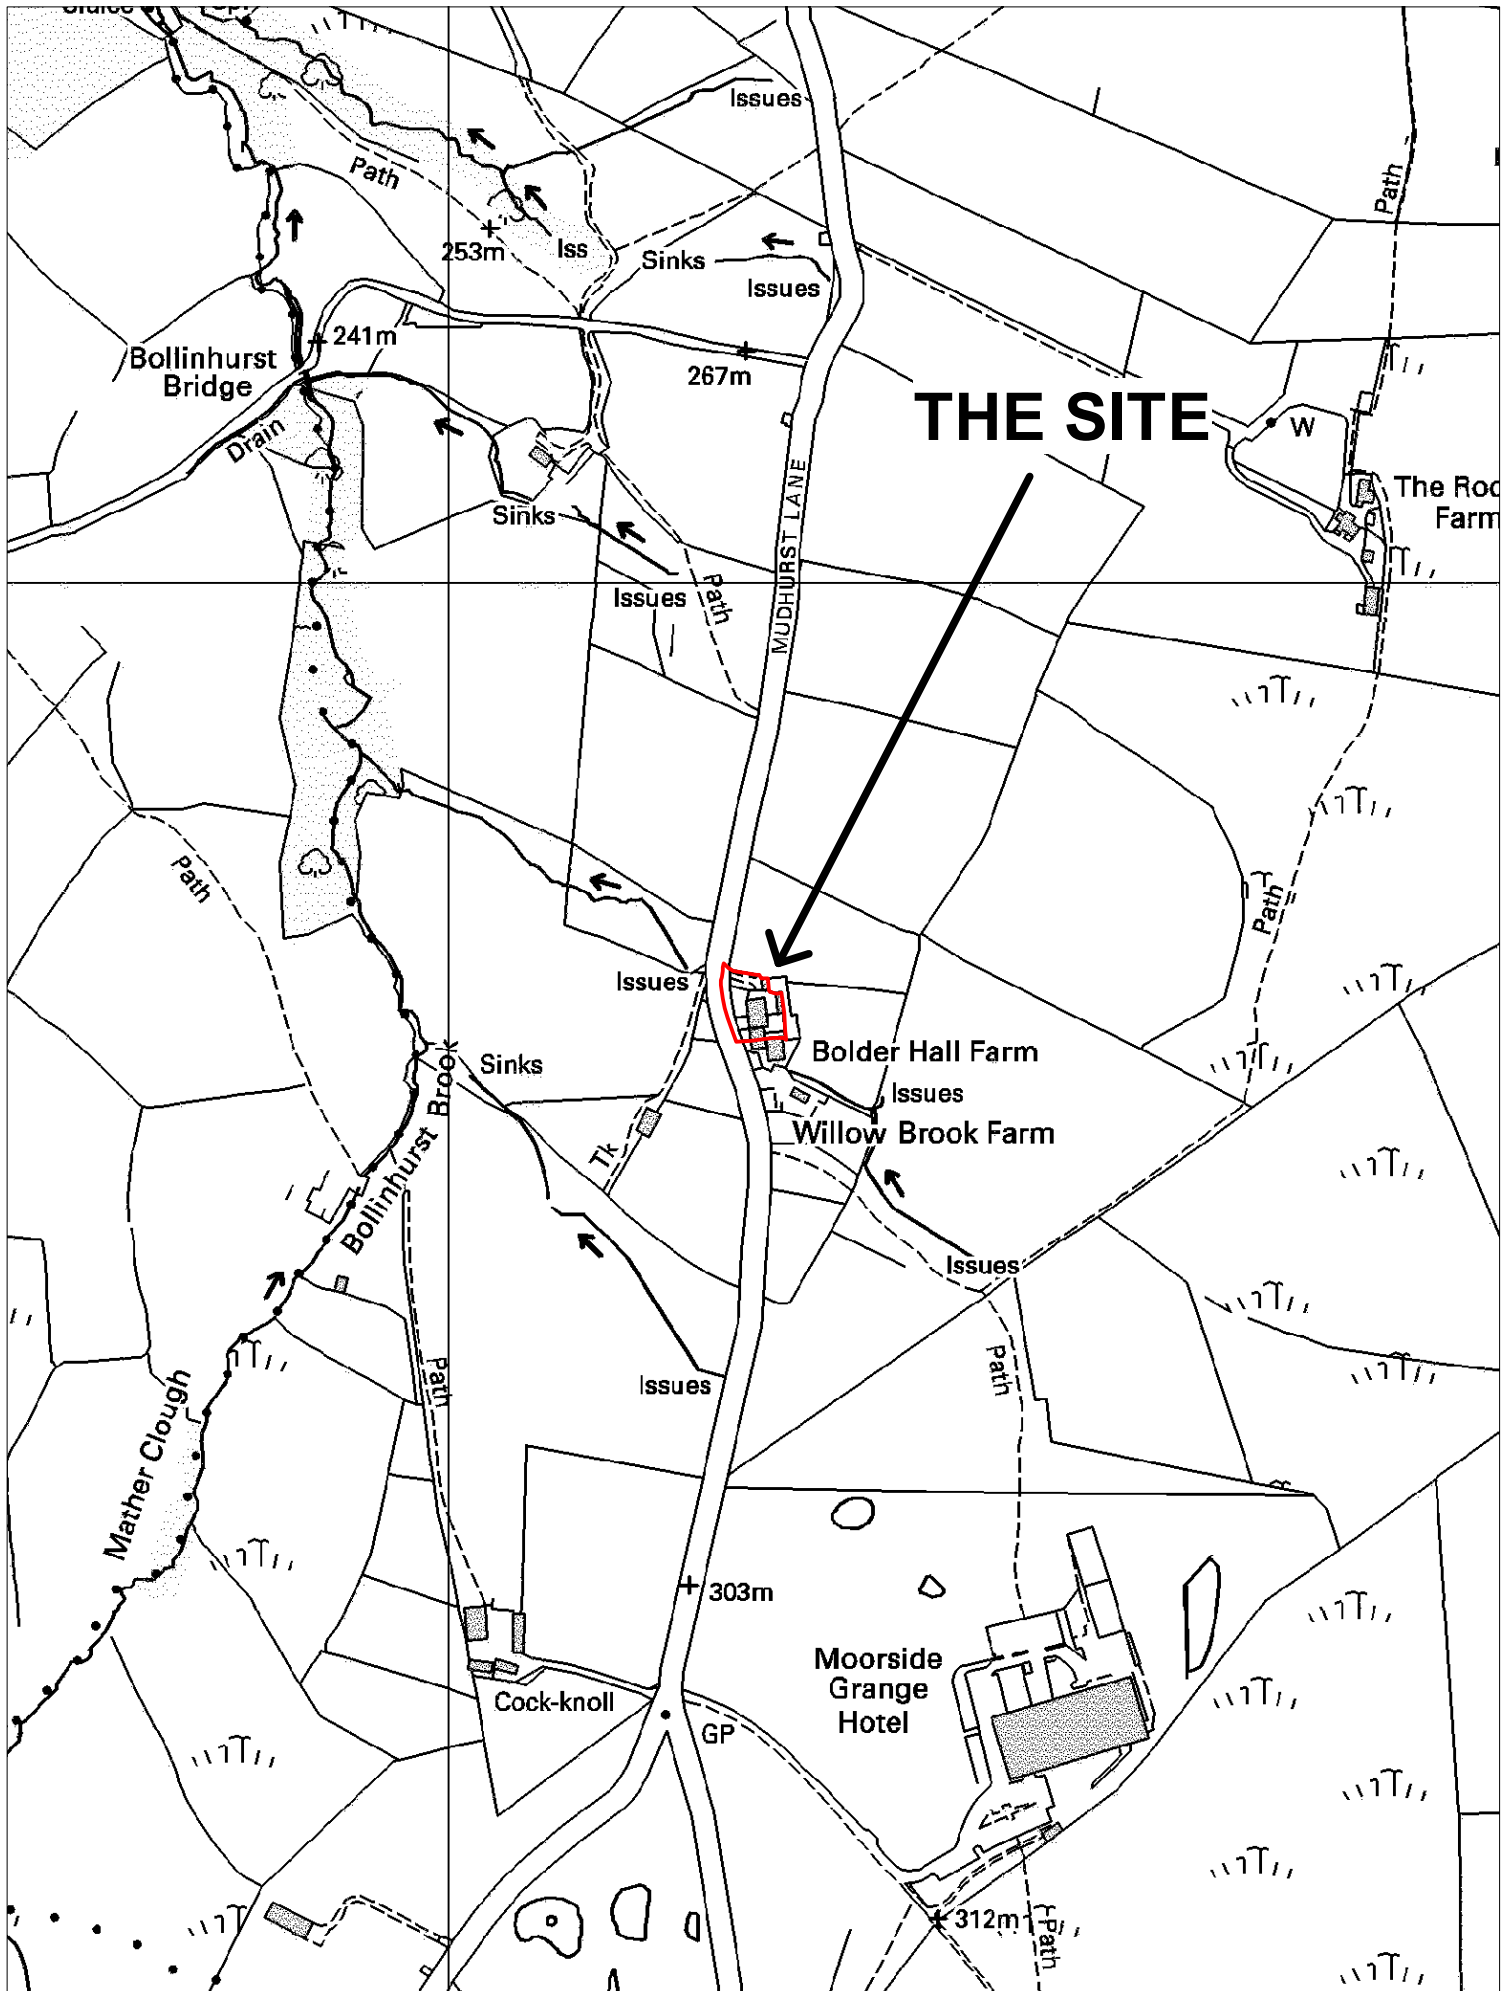 Path
Issues
Path
253m
Iss
Sinks
Issues
241m
Bollinhurst
Bridge
267m
THE SITE
W
Drain
MUDHURST LANE
The
Farm
Sinks
Issues
Path
Path
Path
Issues
Bolder Hall Farm
Sinks
Issues
Willow Brook Farm
Tk
Bollinhurst Brook
Issues
Path
Path
Issues
Mather Clough
303m
Moorside
Grange
Hotel
Cock-knoll
GP
312m
Path